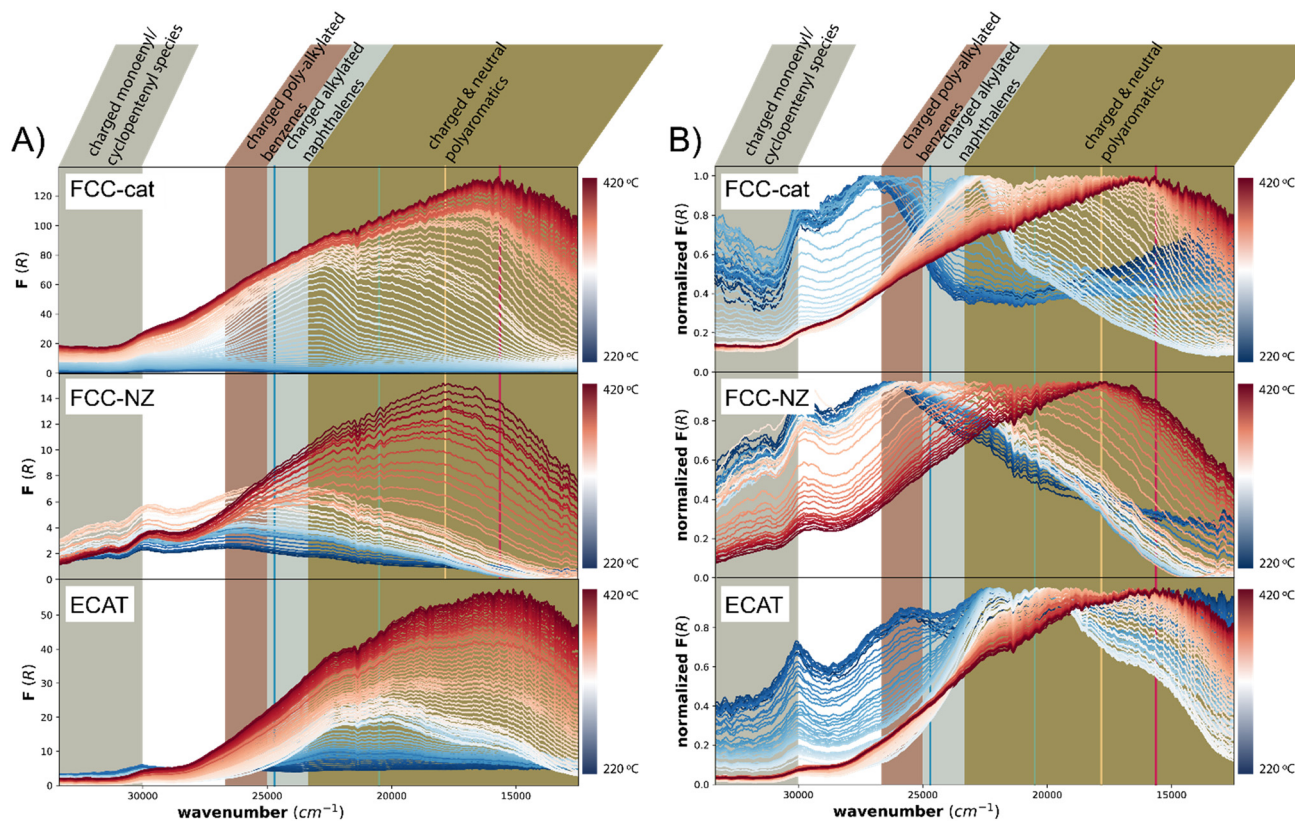 A)
charged monoenyl/
cyclopentenyl species
charged poly-alkylated
benzenes
charged alkylated
naphthalenes
charged & neutral
polyaromatics
FCC-cat
F (R)
120
100
80
60
40
20
0
420 ºC
220 ºC
FCC-NZ
F (R)
14
12
10
8
6
4
2
0
420 ºC
220 ºC
ECAT
F (R)
50
40
30
20
10
0
420 ºC
220 ºC
30000 25000 20000 15000
wavenumber (cm⁻¹)
B)
charged monoenyl/
cyclopentenyl species
charged poly-alkylated
benzenes
charged alkylated
naphthalenes
charged & neutral
polyaromatics
FCC-cat
normalized F(R)
1.0
0.8
0.6
0.4
0.2
0.0
420 ºC
220 ºC
FCC-NZ
normalized F(R)
0.8
0.6
0.4
0.2
0.0
420 ºC
220 ºC
ECAT
normalized F(R)
0.8
0.6
0.4
0.2
0.0
420 ºC
220 ºC
30000 25000 20000 15000
wavenumber (cm⁻¹)